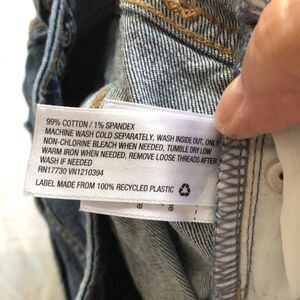 99% COTTON / 1% SPANDEX
MACHINE WASH COLD SEPARATELY, WASH INSIDE OUT. ONLY
NON-CHLORINE BLEACH WHEN NEEDED, TUMBLE DRY LOW
WARM IRON WHEN NEEDED, REMOVE LOOSE THREADS AFTER
WASH IF NEEDED
RN17730 VN1210394
LABEL MADE FROM 100% RECYCLED PLASTIC